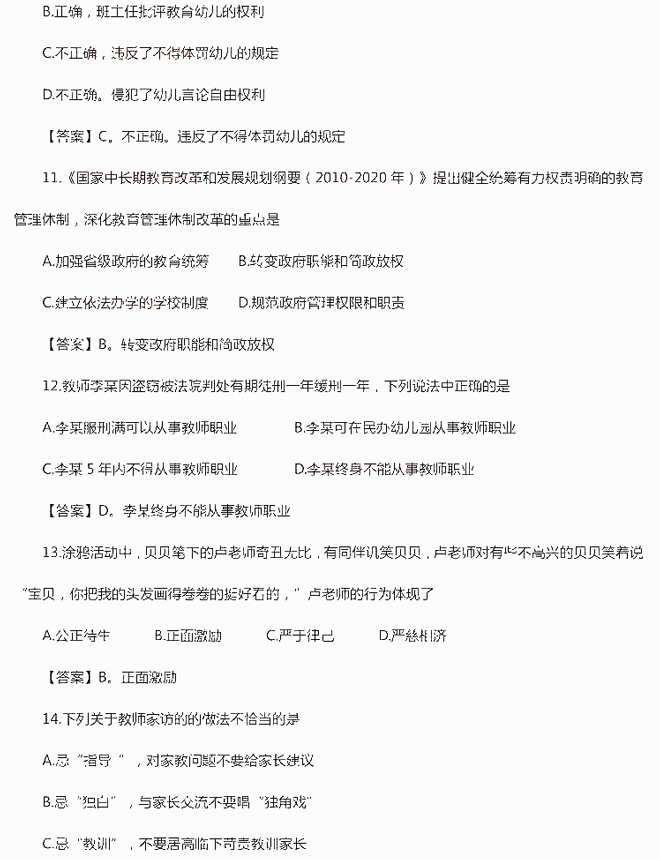 B.正确，班主任批评教育幼儿的权利
C.不正确，违反了不得体罚幼儿的规定
D.不正确。侵犯了幼儿言论自由权利
【答案】C。不正确。违反了不得体罚幼儿的规定
11.《国家中长期教育改革和发展规划纲要（2010-2020 年）》提出健全统筹有力权责明确的教育
管理体制，深化教育管理体制改革的重点是
A.加强省级政府的教育统筹 B.转变政府职能和简政放权
C.建立依法办学的学校制度 D.规范政府管理权限和职责
【答案】B。转变政府职能和简政放权
12.教师李某因盗窃被法院判处有期徒刑一年缓刑一年，下列说法中正确的是
A.李某服刑满可以从事教师职业 B.李某可在民办幼儿园从事教师职业
C.李某 5 年内不得从事教师职业 D.李某终身不能从事教师职业
【答案】D。李某终身不能从事教师职业
13.涂鸦活动中，贝贝笔下的卢老师奇丑无比，有同伴讥笑贝贝，卢老师对有些不高兴的贝贝笑着说
“宝贝，你把我的头发画得卷卷的挺好看的，”卢老师的行为体现了
A.公正待生 B.正面激励 C.严于律己 D.严慈相济
【答案】B。正面激励
14.下列关于教师家访的的做法不恰当的是
A.忌“指导 ”，对家教问题不要给家长建议
B.忌“独白”，与家长交流不要唱“独角戏”
C.忌“教训”，不要居高临下苛责教训家长